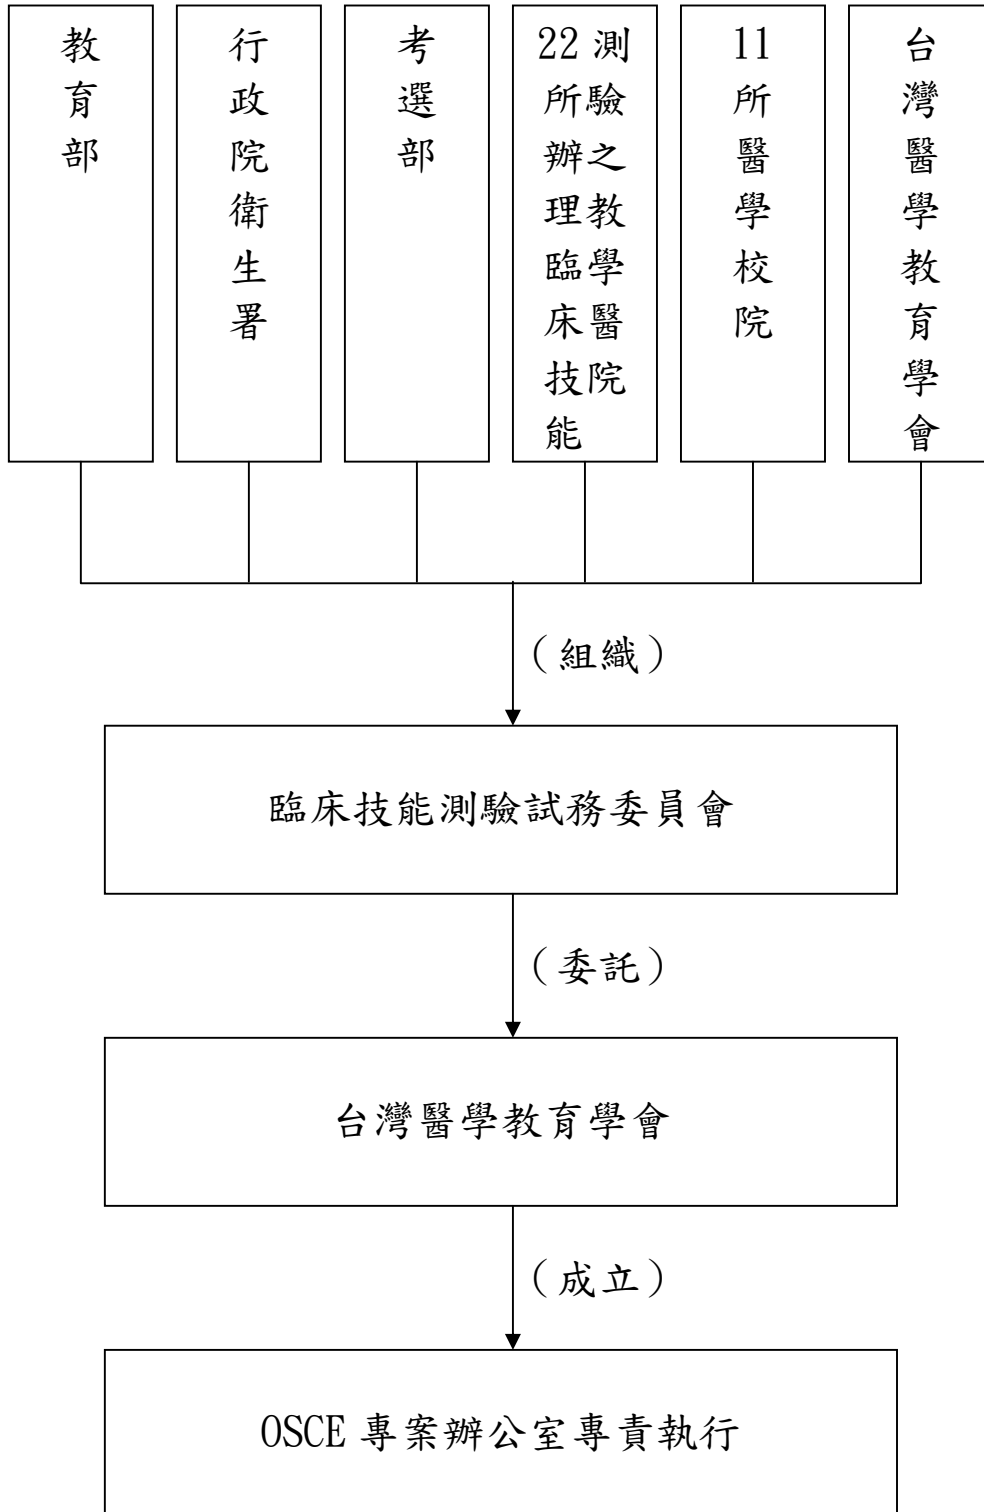 教育部
行政院衛生署
考選部
22所辦理臨床技能
測驗之教學醫院
11所醫學校院
台灣醫學教育學會
（組織）
臨床技能測驗試務委員會
（委託）
台灣醫學教育學會
（成立）
OSCE 專案辦公室專責執行